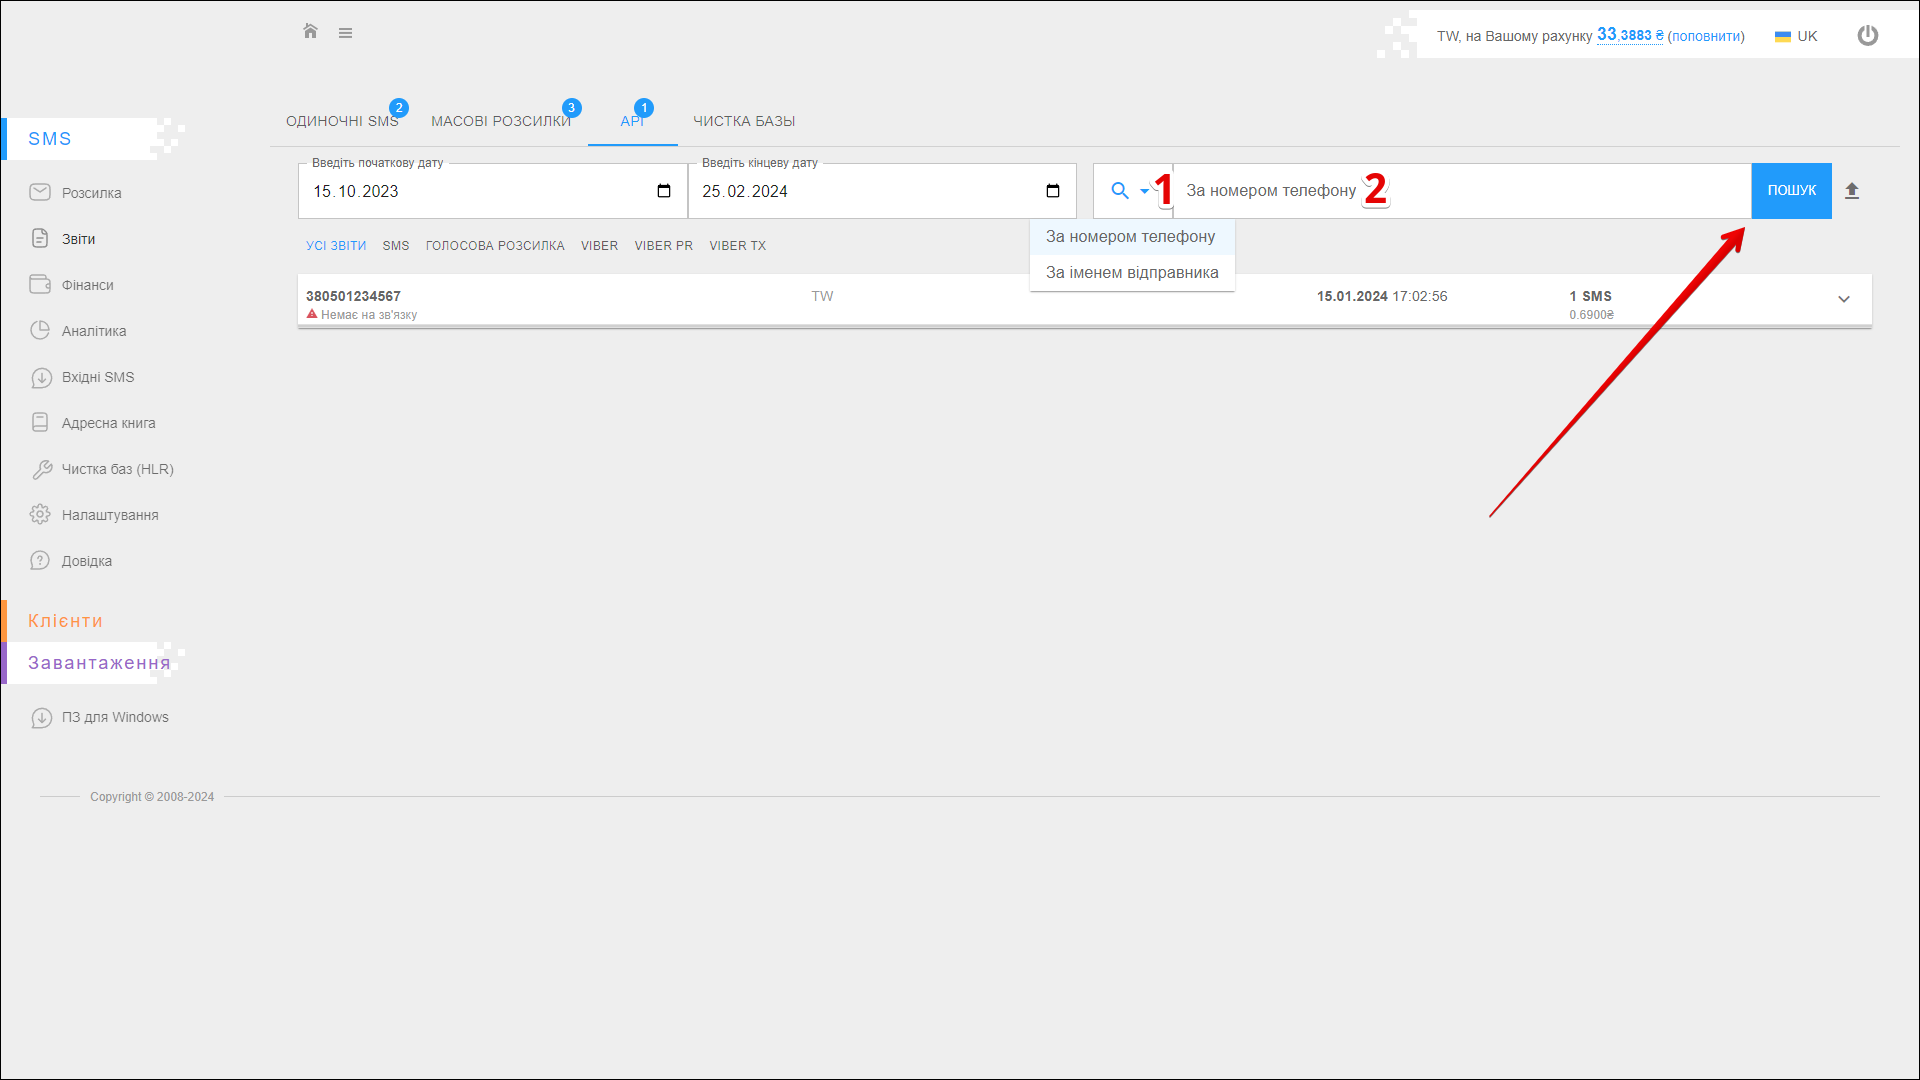 TW, на Вашому рахунку 33,3883 ₴ (поповнити)
UK
SMS
Розсилка
Звіти
Фінанси
Аналітика
Вхідні SMS
Адресна книга
Чистка баз (HLR)
Налаштування
Довідка
Клієнти
Завантаження
ПЗ для Windows
ОДИНОЧНІ SMS 2
МАСОВІ РОЗСИЛКИ 3
API 1
ЧИСТКА БАЗЫ
Введіть початкову дату
15.10.2023
Введіть кінцеву дату
25.02.2024
1
За номером телефону 2
ПОШУК
За номером телефону
За іменем відправника
УСІ ЗВІТИ SMS ГОЛОСОВА РОЗСИЛКА VIBER VIBER PR VIBER TX
380501234567 TW 15.01.2024 17:02:56 1 SMS
Немає на зв'язку 0.6900₴
Copyright © 2008-2024